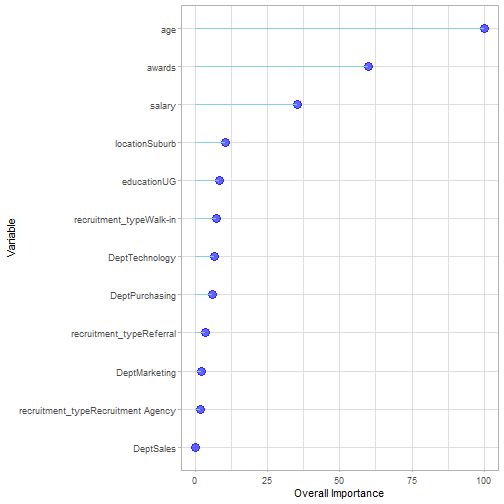 age
awards
salary
locationSuburb
educationUG
recruitment_typeWalk-in
DeptTechnology
DeptPurchasing
recruitment_typeReferral
DeptMarketing
recruitment_typeRecruitment Agency
DeptSales
Variable
0 25 50 75 100
Overall Importance